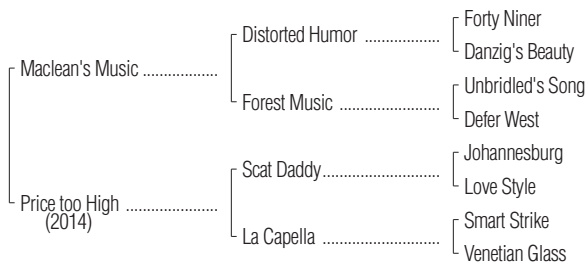 Forty Niner
Distorted Humor ..................
Danzig's Beauty
Maclean's Music ..................
Unbridled's Song
Forest Music ........................
Defer West
Johannesburg
Scat Daddy............................
Love Style
Price too High ......................
(2014)
Smart Strike
La Capella .............................
Venetian Glass